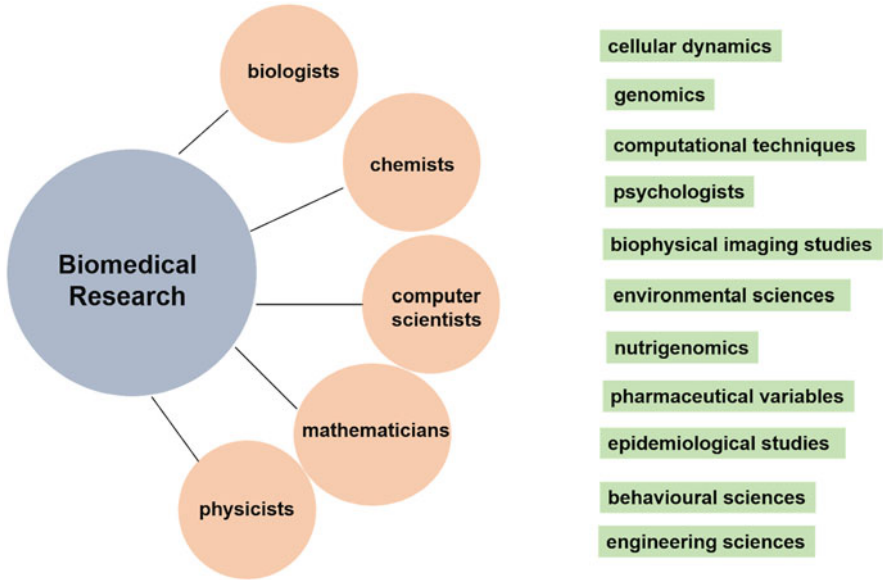 Biomedical
Research
biologists
chemists
computer
scientists
mathematicians
physicists
cellular dynamics
genomics
computational techniques
psychologists
biophysical imaging studies
environmental sciences
nutrigenomics
pharmaceutical variables
epidemiological studies
behavioural sciences
engineering sciences